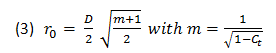 (3) r₀ = D/2 √((m+1)/2) with m = 1/√(1−Cₜ)